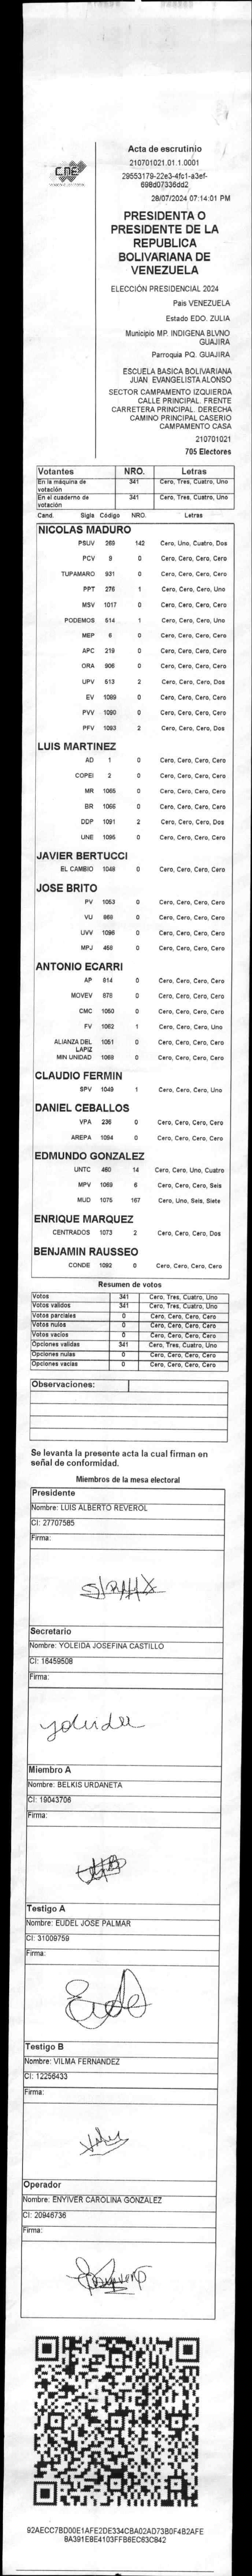 CNE
Acta de escrutinio
210701021.01.1.0001
29553179-22e3-4fc1-a3ef-
698d07336dd2
28/07/2024 07:14:01 PM
PRESIDENTA O
PRESIDENTE DE LA
REPUBLICA
BOLIVARIANA DE
VENEZUELA
ELECCIÓN PRESIDENCIAL 2024
Pais VENEZUELA
Estado EDO. ZULIA
Municipio MP. INDIGENA BLVNO
GUAJIRA
Parroquia PQ. GUAJIRA
ESCUELA BASICA BOLIVARIANA
JUAN EVANGELISTA ALONSO
SECTOR CAMPAMENTO IZQUIERDA
CALLE PRINCIPAL. FRENTE
CARRETERA PRINCIPAL. DERECHA
CAMINO PRINCIPAL CASERIO
CAMPAMENTO CASA
210701021
705 Electores
Votantes NRO. Letras
En la máquina de votación 341 Cero, Tres, Cuatro, Uno
En el cuaderno de votación 341 Cero, Tres, Cuatro, Uno
Cand. Sigla Código NRO. Letras
NICOLAS MADURO
PSUV 269 142 Cero, Uno, Cuatro, Dos
PCV 9 0 Cero, Cero, Cero, Cero
TUPAMARO 931 0 Cero, Cero, Cero, Cero
PPT 276 1 Cero, Cero, Cero, Uno
MSV 1017 0 Cero, Cero, Cero, Cero
PODEMOS 514 1 Cero, Cero, Cero, Uno
MEP 6 0 Cero, Cero, Cero, Cero
APC 219 0 Cero, Cero, Cero, Cero
ORA 906 0 Cero, Cero, Cero, Cero
UPV 513 2 Cero, Cero, Cero, Dos
EV 1089 0 Cero, Cero, Cero, Cero
PVV 1090 0 Cero, Cero, Cero, Cero
PFV 1093 2 Cero, Cero, Cero, Dos
LUIS MARTINEZ
AD 1 0 Cero, Cero, Cero, Cero
COPEI 2 0 Cero, Cero, Cero, Cero
MR 1065 0 Cero, Cero, Cero, Cero
BR 1066 0 Cero, Cero, Cero, Cero
DDP 1091 2 Cero, Cero, Cero, Dos
UNE 1095 0 Cero, Cero, Cero, Cero
JAVIER BERTUCCI
EL CAMBIO 1048 0 Cero, Cero, Cero, Cero
JOSE BRITO
PV 1053 0 Cero, Cero, Cero, Cero
VU 868 0 Cero, Cero, Cero, Cero
UVV 1096 0 Cero, Cero, Cero, Cero
MPJ 458 0 Cero, Cero, Cero, Cero
ANTONIO ECARRI
AP 814 0 Cero, Cero, Cero, Cero
MOVEV 878 0 Cero, Cero, Cero, Cero
CMC 1050 0 Cero, Cero, Cero, Cero
FV 1062 1 Cero, Cero, Cero, Uno
ALIANZA DEL LAPIZ 1051 0 Cero, Cero, Cero, Cero
MIN UNIDAD 1069 0 Cero, Cero, Cero, Cero
CLAUDIO FERMIN
SPV 1049 1 Cero, Cero, Cero, Uno
DANIEL CEBALLOS
VPA 236 0 Cero, Cero, Cero, Cero
AREPA 1094 0 Cero, Cero, Cero, Cero
EDMUNDO GONZALEZ
UNTC 460 14 Cero, Cero, Uno, Cuatro
MPV 1069 6 Cero, Cero, Cero, Seis
MUD 1075 167 Cero, Uno, Seis, Siete
ENRIQUE MARQUEZ
CENTRADOS 1073 2 Cero, Cero, Cero, Dos
BENJAMIN RAUSSEO
CONDE 1092 0 Cero, Cero, Cero, Cero
Resumen de votos
Votos 341 Cero, Tres, Cuatro, Uno
Votos validos 341 Cero, Tres, Cuatro, Uno
Votos parciales 0 Cero, Cero, Cero, Cero
Votos nulos 0 Cero, Cero, Cero, Cero
Votos vacios 0 Cero, Cero, Cero, Cero
Opciones validas 341 Cero, Tres, Cuatro, Uno
Opciones nulas 0 Cero, Cero, Cero, Cero
Opciones vacias 0 Cero, Cero, Cero, Cero
Observaciones:
Se levanta la presente acta la cual firman en
señal de conformidad.
Miembros de la mesa electoral
Presidente
Nombre: LUIS ALBERTO REVEROL
CI: 27707585
Firma:
Secretario
Nombre: YOLEIDA JOSEFINA CASTILLO
CI: 16459508
Firma:
Miembro A
Nombre: BELKIS URDANETA
CI: 19043706
Firma:
Testigo A
Nombre: EUDEL JOSE PALMAR
CI: 31009759
Firma:
Testigo B
Nombre: VILMA FERNANDEZ
CI: 12256433
Firma:
Operador
Nombre: ENYIVER CAROLINA GONZALEZ
CI: 20946736
Firma:
92AECC7BD00E1AFE2DE334CBA02AD73B0F4B2AFE
8A391E8E4103FFB8EC63C842